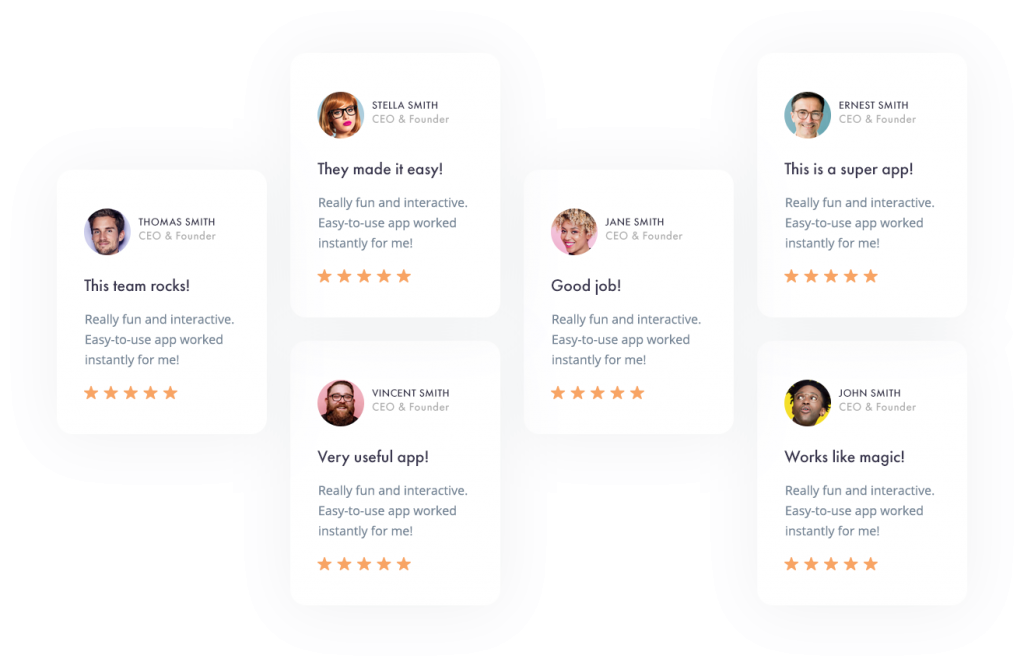 THOMAS SMITH
CEO & Founder
This team rocks!
Really fun and interactive.
Easy-to-use app worked
instantly for me!
STELLA SMITH
CEO & Founder
They made it easy!
Really fun and interactive.
Easy-to-use app worked
instantly for me!
VINCENT SMITH
CEO & Founder
Very useful app!
Really fun and interactive.
Easy-to-use app worked
instantly for me!
JANE SMITH
CEO & Founder
Good job!
Really fun and interactive.
Easy-to-use app worked
instantly for me!
ERNEST SMITH
CEO & Founder
This is a super app!
Really fun and interactive.
Easy-to-use app worked
instantly for me!
JOHN SMITH
CEO & Founder
Works like magic!
Really fun and interactive.
Easy-to-use app worked
instantly for me!